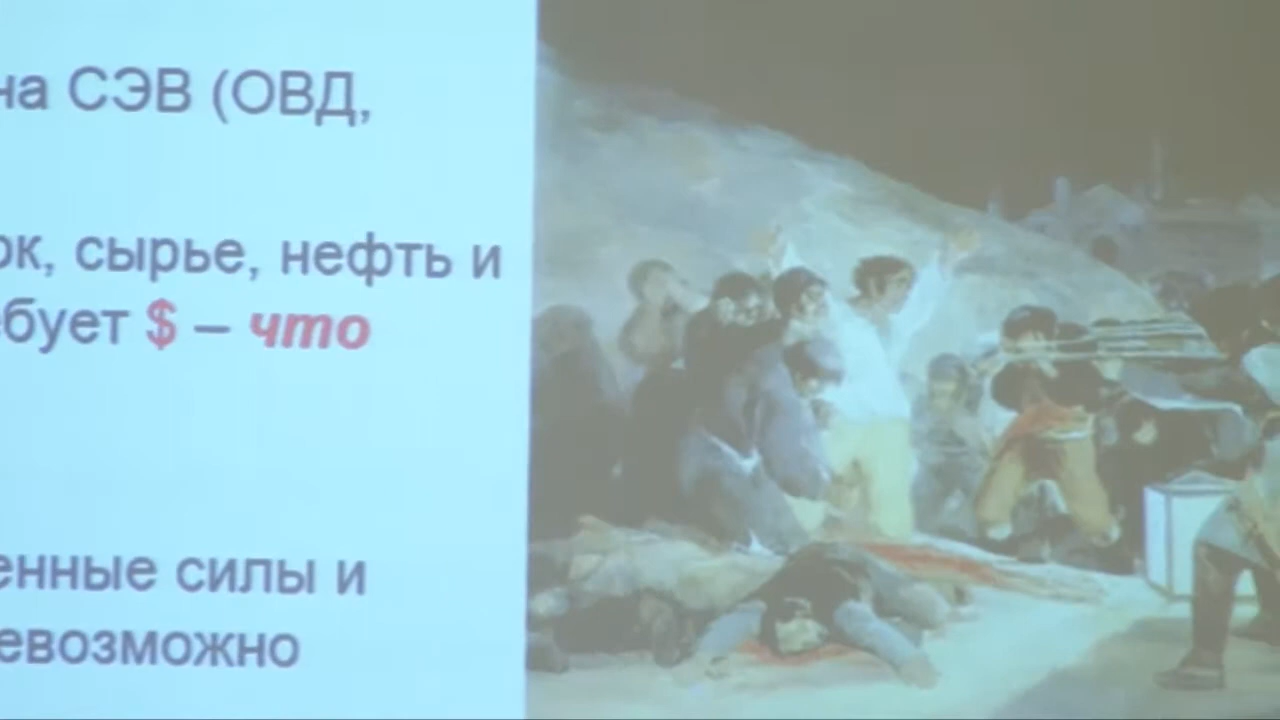 на СЭВ (ОВД,
ок, сырье, нефть и
бует $ – что
енные силы и
евозможно